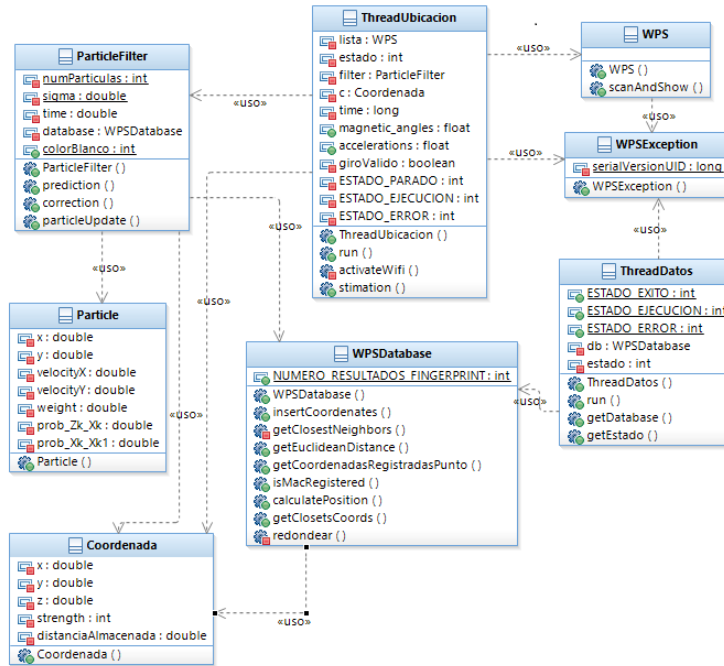 ThreadUbicacion
lista : WPS
estado : int
filter : ParticleFilter
c : Coordenada
time : long
magnetic_angles : float
accelerations : float
giroValido : boolean
ESTADO_PARADO : int
ESTADO_EJECUCION : int
ESTADO_ERROR : int
ThreadUbicacion ( )
run ( )
activateWifi ( )
stimation ( )
WPS
WPS ( )
scanAndShow ( )
ParticleFilter
numParticulas : int
sigma : double
time : double
database : WPSDatabase
colorBlanco : int
ParticleFilter ( )
prediction ( )
correction ( )
particleUpdate ( )
«uso»
«uso»
«uso»
«uso»
WPSException
serialVersionUID : long
WPSException ( )
«uso»
«uso»
«uso»
«uso»
ThreadDatos
ESTADO_EXITO : int
ESTADO_EJECUCION : int
ESTADO_ERROR : int
db : WPSDatabase
estado : int
ThreadDatos ( )
run ( )
getDatabase ( )
getEstado ( )
Particle
x : double
y : double
velocityX : double
velocityY : double
weight : double
prob_Zk_Xk : double
prob_Xk_Xk1 : double
Particle ( )
«uso»
WPSDatabase
NUMERO_RESULTADOS_FINGERPRINT : int
WPSDatabase ( )
insertCoordenates ( )
getClosestNeighbors ( )
getEuclideanDistance ( )
getCoordenadasRegistradasPunto ( )
isMacRegistered ( )
calculatePosition ( )
getClosetsCoords ( )
redondear ( )
«uso»
Coordenada
x : double
y : double
z : double
strength : int
distanciaAlmacenada : double
Coordenada ( )
«uso»